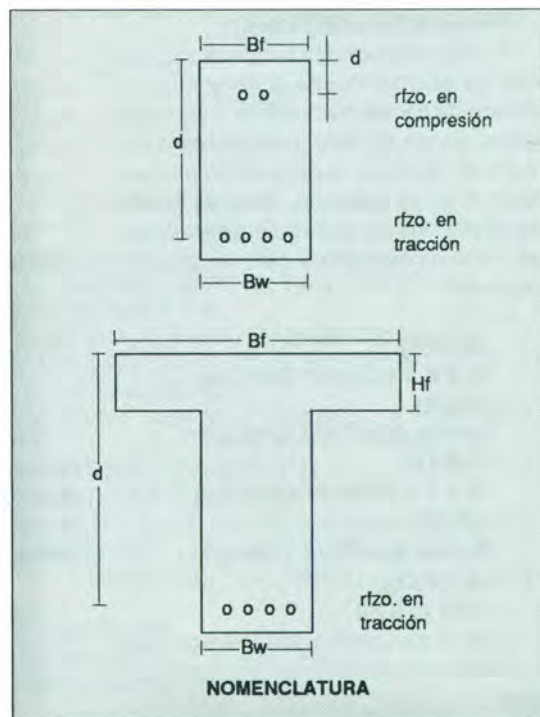 Bf
d
rfzo. en
compresión
d
rfzo. en
tracción
Bw
Bf
Hf
d
rfzo. en
tracción
Bw
NOMENCLATURA